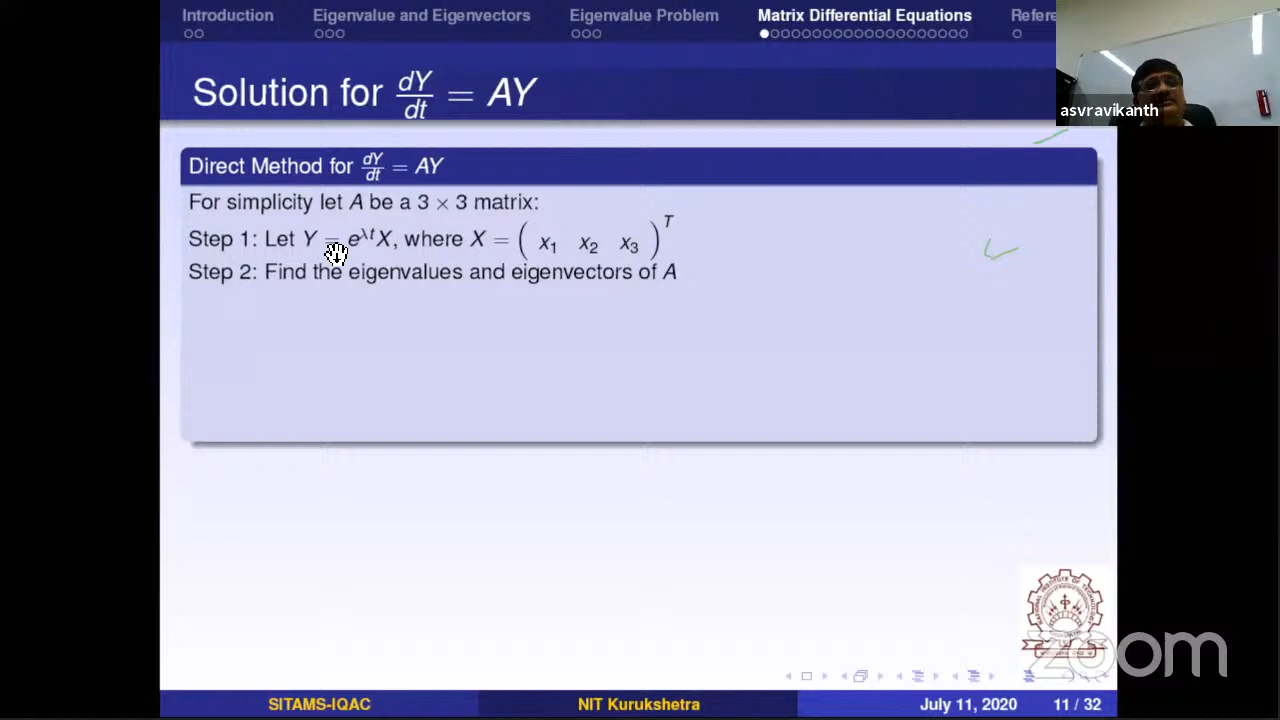 Introduction Eigenvalue and Eigenvectors Eigenvalue Problem Matrix Differential Equations Refere
asvravikanth
Solution for dY/dt = AY
Direct Method for dY/dt = AY
For simplicity let A be a 3 × 3 matrix:
Step 1: Let Y = e^{λt}X, where X = ( x₁ x₂ x₃ )^T
Step 2: Find the eigenvalues and eigenvectors of A
zoom
SITAMS-IQAC NIT Kurukshetra July 11, 2020 11 / 32